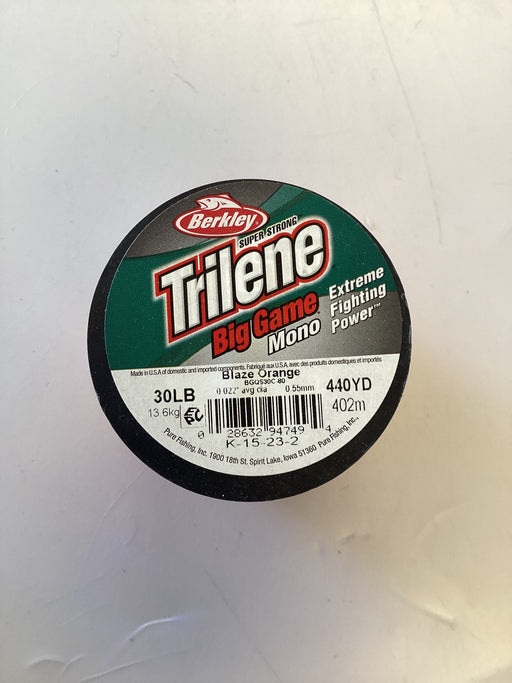 Berkley
SUPER STRONG
Trilene
Big Game
Mono
Extreme
Fighting
Power™
Made in U.S.A. of domestic and imported components. Fabriqué aux U.S.A. avec des produits domestiques et importés
Blaze Orange
BGQS30C-80
30LB 0.022" avg dia 0.55mm 440YD
13.6kg 402m
0 28632 94749 4
K-15-23-2
Pure Fishing, Inc. 1900 18th St. Spirit Lake, Iowa 51360 Pure Fishing, Inc.